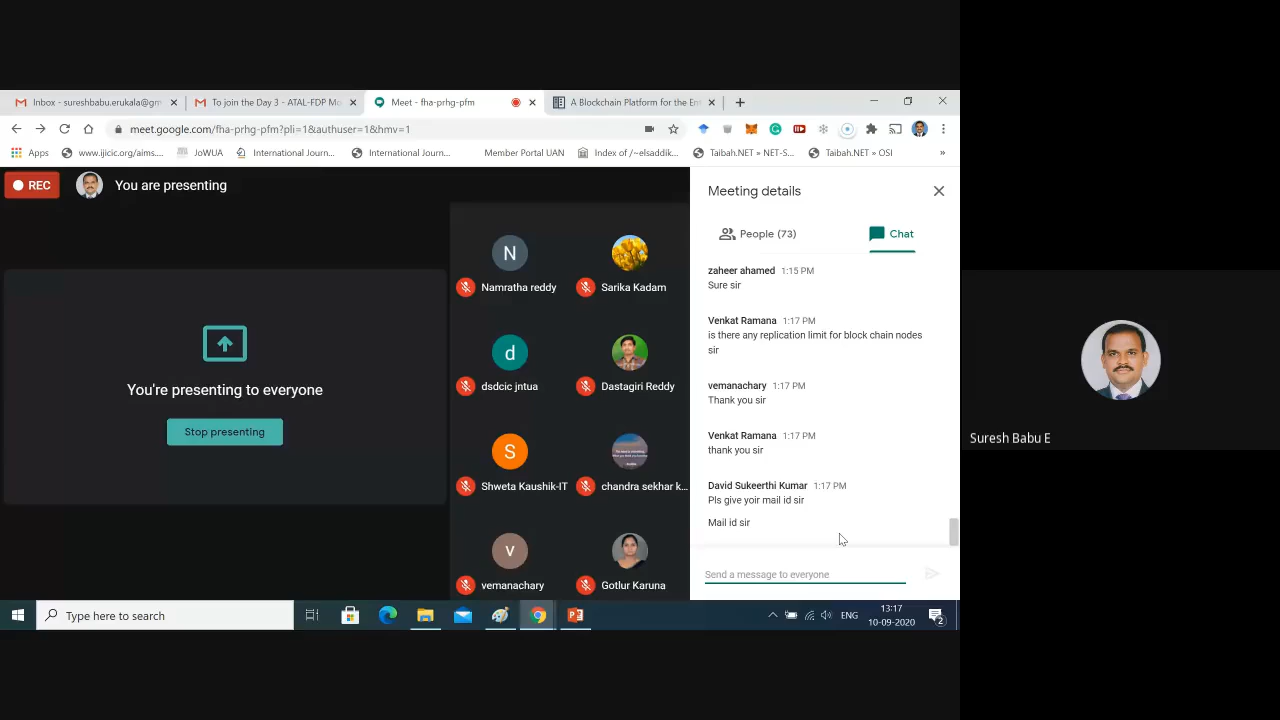 Inbox - sureshbabu.erukala@gm
To join the Day 3 - ATAL-FDP Mo
Meet - fha-prhg-pfm
A Blockchain Platform for the Ent
meet.google.com/fha-prhg-pfm?pli=1&authuser=1&hmv=1
Apps
www.ijicic.org/aims....
JoWUA
International Journ...
International Journ...
Member Portal UAN
Index of /~elsaddik...
Taibah.NET » NET-S...
Taibah.NET » OSI
»
REC
You are presenting
You're presenting to everyone
Stop presenting
N
Namratha reddy
Sarika Kadam
d
dsdcic jntua
Dastagiri Reddy
S
Shweta Kaushik-IT
chandra sekhar k...
v
vemanachary
Gotlur Karuna
Meeting details
People (73)
Chat
zaheer ahamed 1:15 PM
Sure sir
Venkat Ramana 1:17 PM
is there any replication limit for block chain nodes
sir
vemanachary 1:17 PM
Thank you sir
Venkat Ramana 1:17 PM
thank you sir
David Sukeerthi Kumar 1:17 PM
Pls give yoir mail id sir
Mail id sir
Send a message to everyone
Suresh Babu E
Type here to search
ENG
13:17
10-09-2020
2